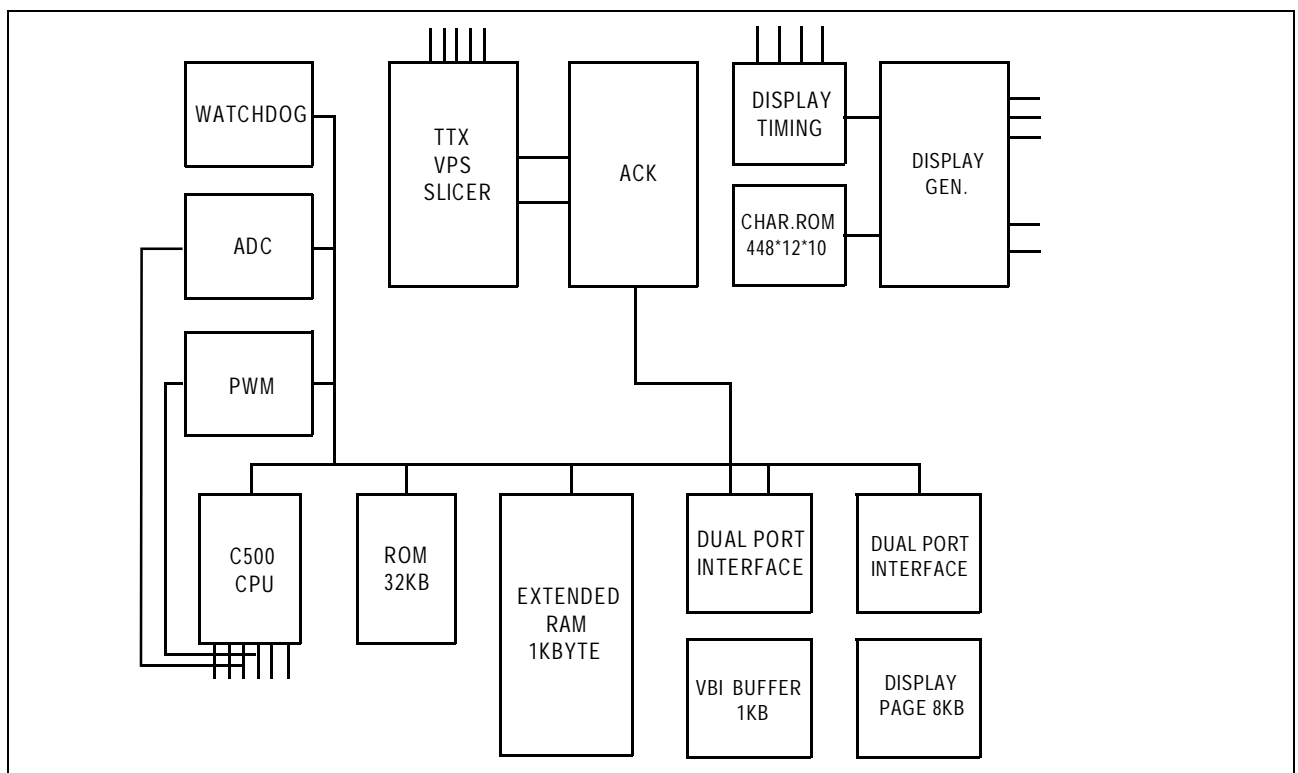 WATCHDOG
TTX
VPS
SLICER
ACK
DISPLAY
TIMING
DISPLAY
GEN.
CHAR.ROM
448*12*10
ADC
PWM
C500
CPU
ROM
32KB
EXTENDED
RAM
1KBYTE
DUAL PORT
INTERFACE
DUAL PORT
INTERFACE
VBI BUFFER
1KB
DISPLAY
PAGE 8KB